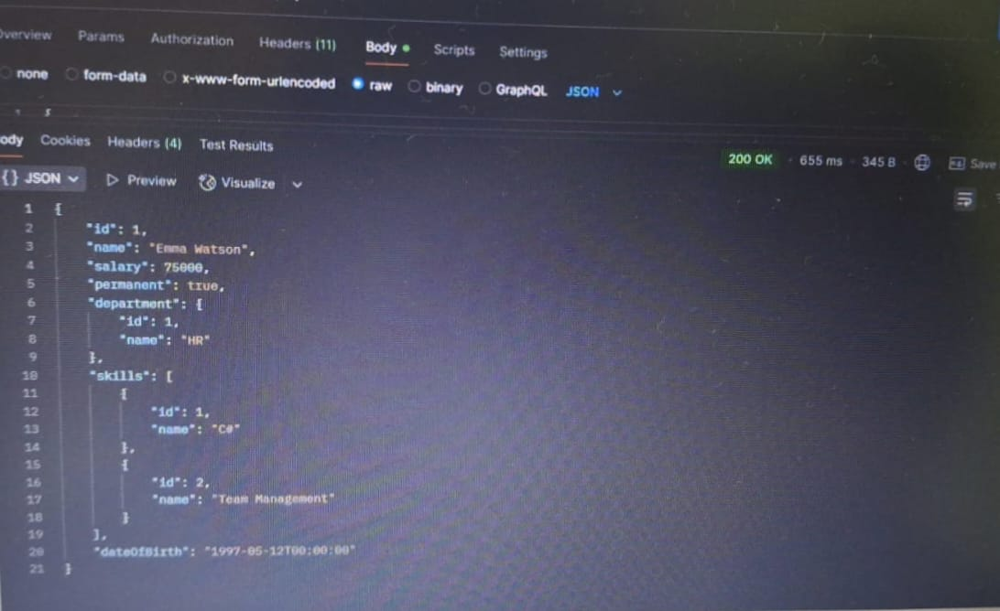 Overview Params Authorization Headers (11) Body Scripts Settings
none form-data x-www-form-urlencoded raw binary GraphQL JSON
Body Cookies Headers (4) Test Results 200 OK 655 ms 345 B Save
{} JSON Preview Visualize
1 {
2 "id": 1,
3 "name": "Emma Watson",
4 "salary": 75000,
5 "permanent": true,
6 "department": {
7 "id": 1,
8 "name": "HR"
9 },
10 "skills": [
11 {
12 "id": 1,
13 "name": "C#"
14 },
15 {
16 "id": 2,
17 "name": "Team Management"
18 }
19 ],
20 "dateOfBirth": "1997-05-12T00:00:00"
21 }